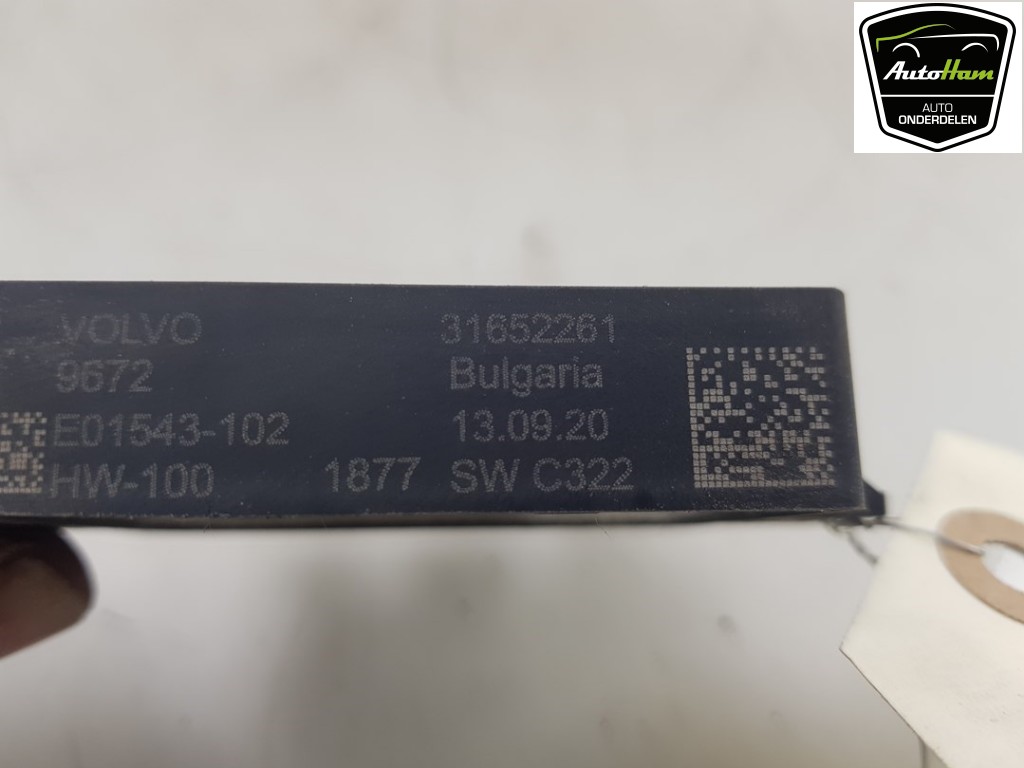 AutoHam
AUTO
ONDERDELEN
VOLVO 31652261
9672 Bulgaria
E01543-102 13.09.20
HW-100 1877 SW C322